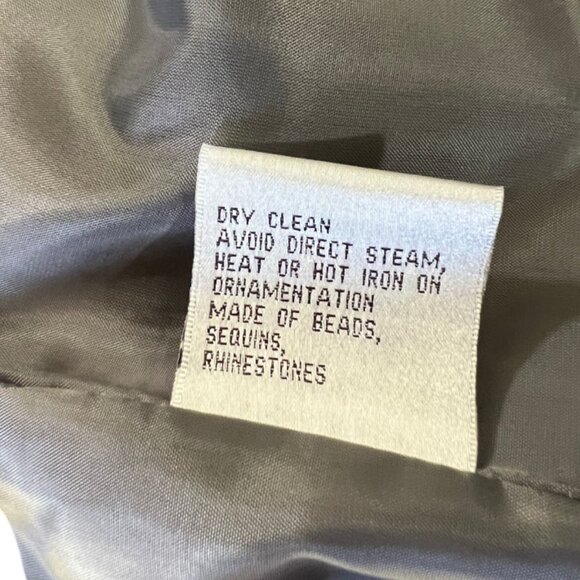 DRY CLEAN
AVOID DIRECT STEAM,
HEAT OR HOT IRON ON
ORNAMENTATION
MADE OF BEADS,
SEQUINS,
RHINESTONES